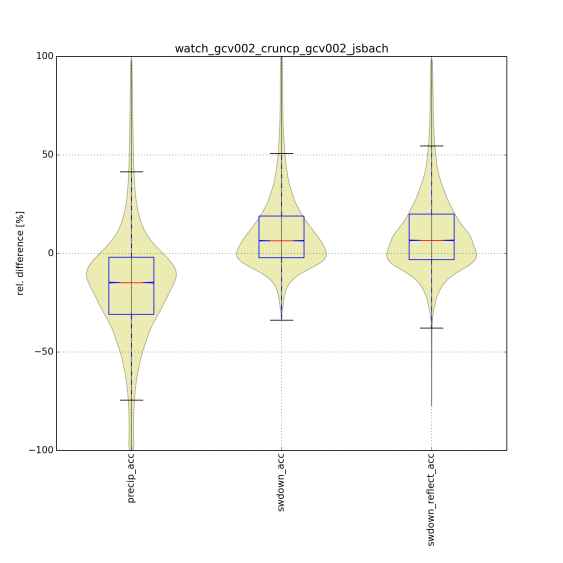 watch_gcv002_cruncp_gcv002_jsbach
100
50
0
−50
−100
rel. difference [%]
precip_acc
swdown_acc
swdown_reflect_acc